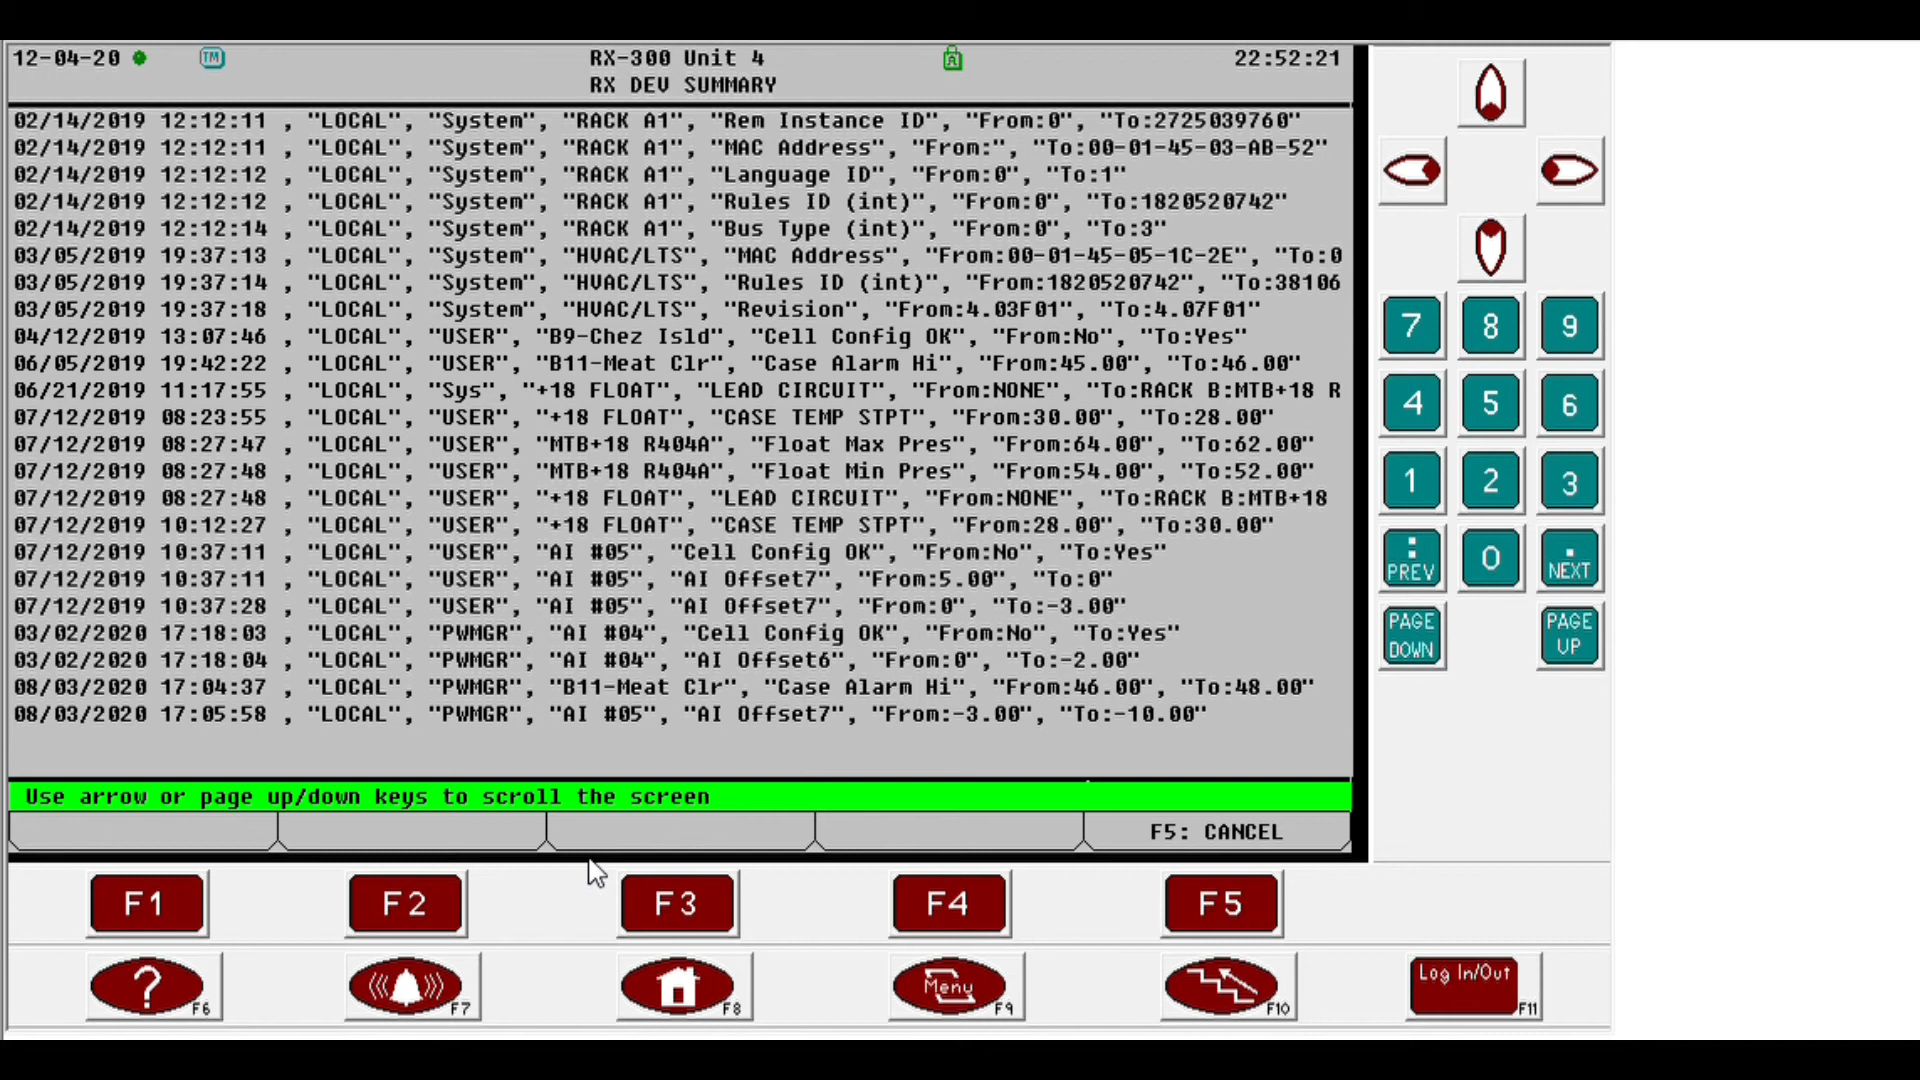 12-04-20 TM RX-300 Unit 4 22:52:21
RX DEV SUMMARY
02/14/2019 12:12:11 , "LOCAL", "System", "RACK A1", "Rem Instance ID", "From:0", "To:2725039760"
02/14/2019 12:12:11 , "LOCAL", "System", "RACK A1", "MAC Address", "From:", "To:00-01-45-03-AB-52"
02/14/2019 12:12:12 , "LOCAL", "System", "RACK A1", "Language ID", "From:0", "To:1"
02/14/2019 12:12:12 , "LOCAL", "System", "RACK A1", "Rules ID (int)", "From:0", "To:1820520742"
02/14/2019 12:12:14 , "LOCAL", "System", "RACK A1", "Bus Type (int)", "From:0", "To:3"
03/05/2019 19:37:13 , "LOCAL", "System", "HVAC/LTS", "MAC Address", "From:00-01-45-05-1C-2E", "To:0
03/05/2019 19:37:14 , "LOCAL", "System", "HVAC/LTS", "Rules ID (int)", "From:1820520742", "To:38106
03/05/2019 19:37:18 , "LOCAL", "System", "HVAC/LTS", "Revision", "From:4.03F01", "To:4.07F01"
04/12/2019 13:07:46 , "LOCAL", "USER", "B9-Chez Isld", "Cell Config OK", "From:No", "To:Yes"
06/05/2019 19:42:22 , "LOCAL", "USER", "B11-Meat Clr", "Case Alarm Hi", "From:45.00", "To:46.00"
06/21/2019 11:17:55 , "LOCAL", "Sys", "+18 FLOAT", "LEAD CIRCUIT", "From:NONE", "To:RACK B:MTB+18 R
07/12/2019 08:23:55 , "LOCAL", "USER", "+18 FLOAT", "CASE TEMP STPT", "From:30.00", "To:28.00"
07/12/2019 08:27:47 , "LOCAL", "USER", "MTB+18 R404A", "Float Max Pres", "From:64.00", "To:62.00"
07/12/2019 08:27:48 , "LOCAL", "USER", "MTB+18 R404A", "Float Min Pres", "From:54.00", "To:52.00"
07/12/2019 08:27:48 , "LOCAL", "USER", "+18 FLOAT", "LEAD CIRCUIT", "From:NONE", "To:RACK B:MTB+18
07/12/2019 10:12:27 , "LOCAL", "USER", "+18 FLOAT", "CASE TEMP STPT", "From:28.00", "To:30.00"
07/12/2019 10:37:11 , "LOCAL", "USER", "AI #05", "Cell Config OK", "From:No", "To:Yes"
07/12/2019 10:37:11 , "LOCAL", "USER", "AI #05", "AI Offset7", "From:5.00", "To:0"
07/12/2019 10:37:28 , "LOCAL", "USER", "AI #05", "AI Offset7", "From:0", "To:-3.00"
03/02/2020 17:18:03 , "LOCAL", "PWMGR", "AI #04", "Cell Config OK", "From:No", "To:Yes"
03/02/2020 17:18:04 , "LOCAL", "PWMGR", "AI #04", "AI Offset6", "From:0", "To:-2.00"
08/03/2020 17:04:37 , "LOCAL", "PWMGR", "B11-Meat Clr", "Case Alarm Hi", "From:46.00", "To:48.00"
08/03/2020 17:05:58 , "LOCAL", "PWMGR", "AI #05", "AI Offset7", "From:-3.00", "To:-10.00"
Use arrow or page up/down keys to scroll the screen
F5: CANCEL
7 8 9
4 5 6
1 2 3
: PREV 0 . NEXT
PAGE DOWN PAGE UP
F1 F2 F3 F4 F5
? F6 F7 F8 Menu F9 F10 Log In/Out F11